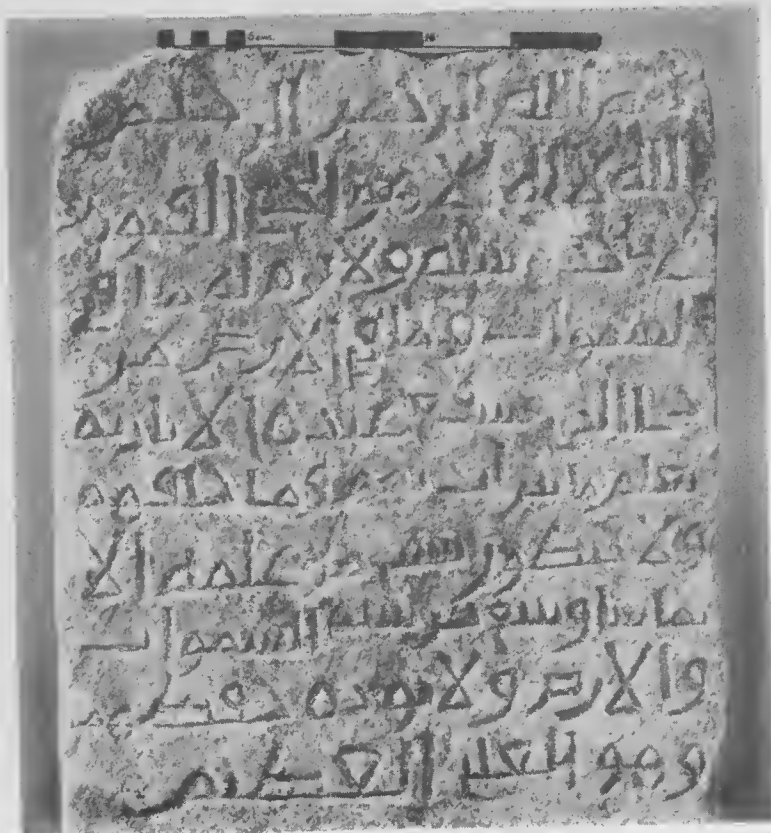 5 cms.
بسم الله الرحمن الرحيم
الله لا اله الا هو الحي القيوم
لا تاخذه سنة ولا نوم له ما في
السموات وما في الارض من
ذا الذي يشفع عنده الا باذنه
يعلم ما بين ايديهم وما خلفهم
ولا يحيطون بشي من علمه الا
بما شا وسع كرسيه السموات
والارض ولا يوده حفظهما
وهو العلي العظيم